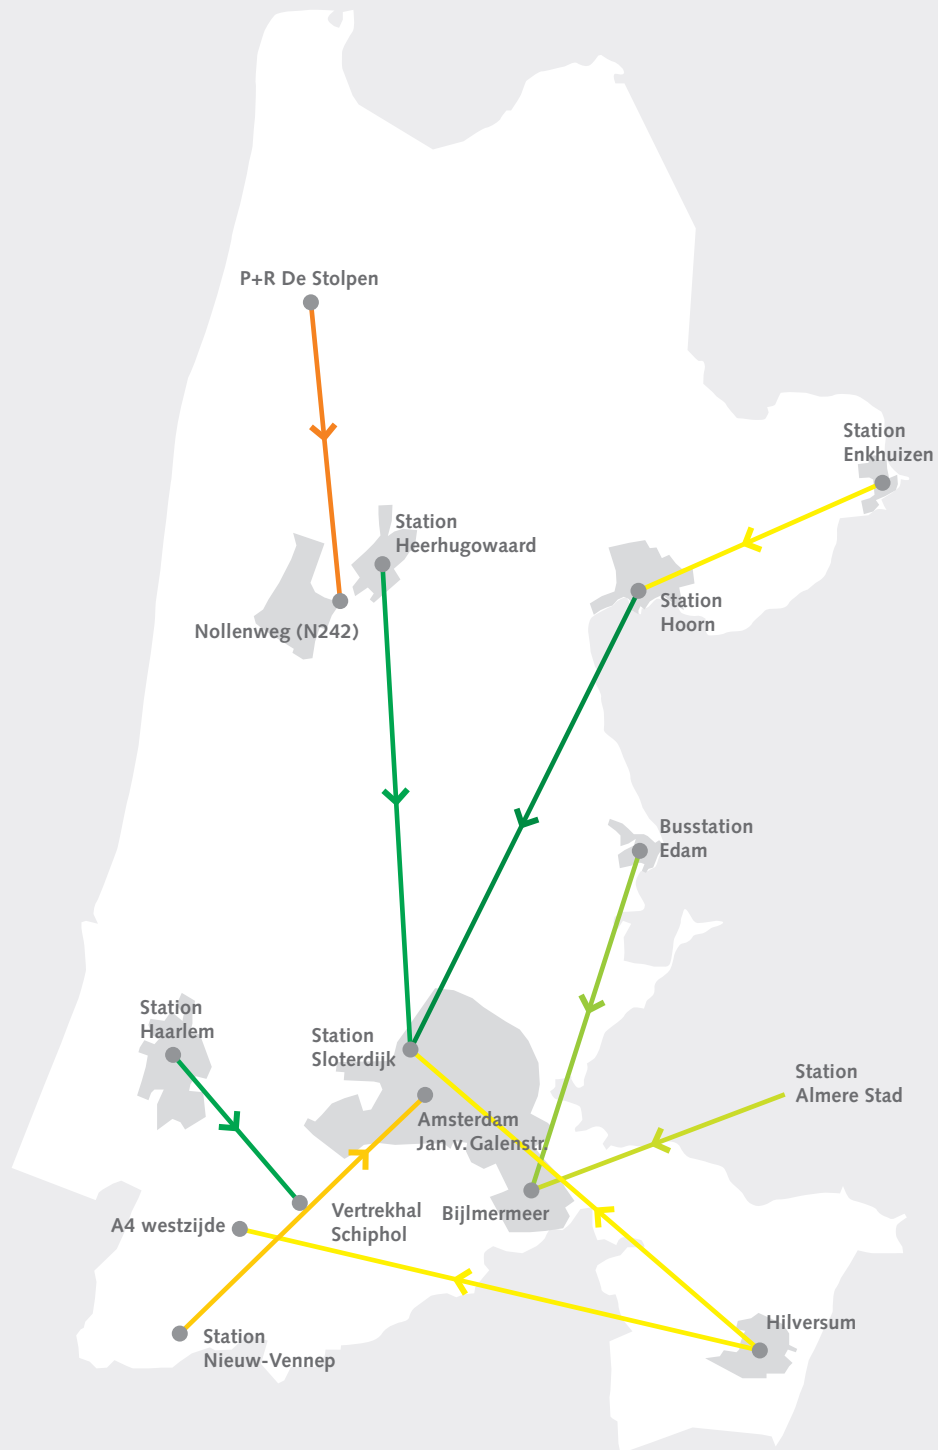 P+R De Stolpen
Station
Enkhuizen
Station
Heerhugowaard
Station
Hoorn
Nollenweg (N242)
Busstation
Edam
Station
Haarlem
Station
Sloterdijk
Station
Almere Stad
Amsterdam
Jan v. Galenstr.
Vertrekhal
Schiphol
Bijlmermeer
A4 westzijde
Hilversum
Station
Nieuw-Vennep